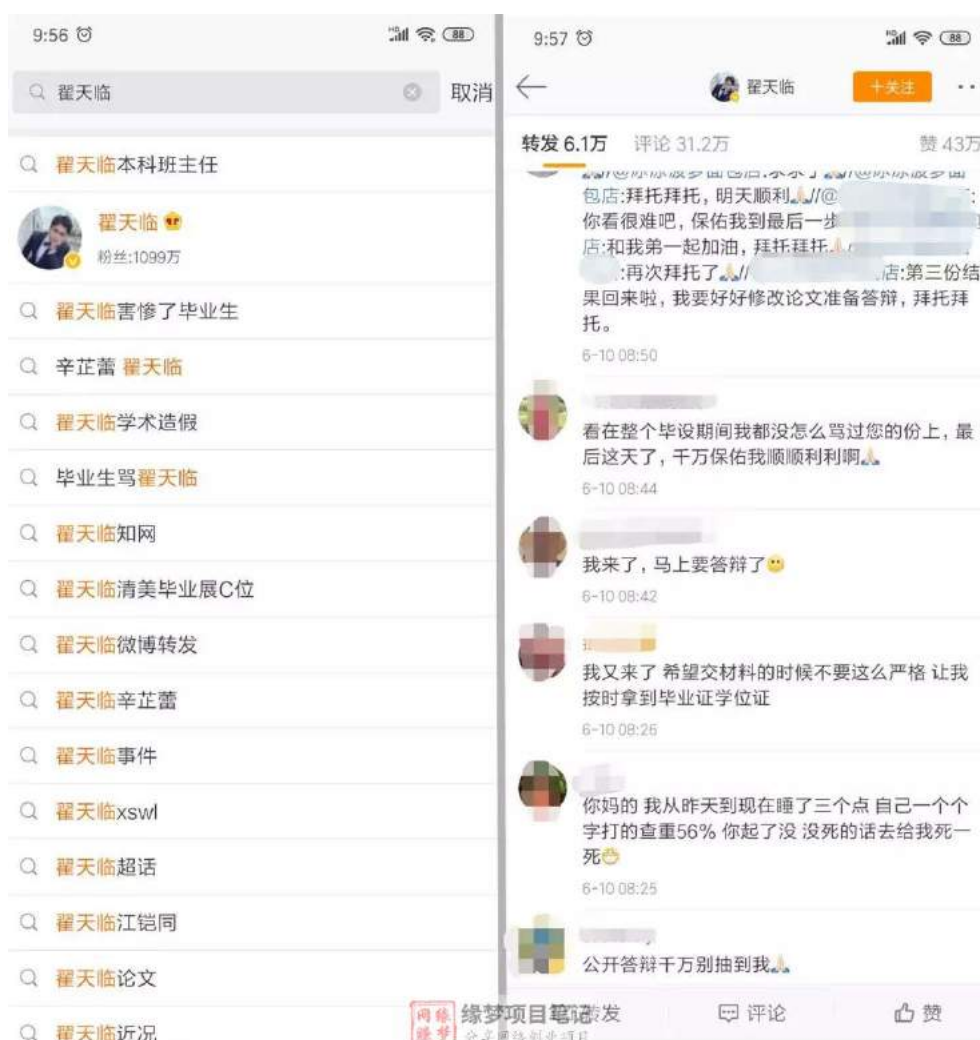 9:56
88
翟天临
取消
翟天临本科班主任
翟天临
粉丝:1099万
翟天临害惨了毕业生
辛芷蕾 翟天临
翟天临学术造假
毕业生骂翟天临
翟天临知网
翟天临清美毕业展C位
翟天临微博转发
翟天临辛芷蕾
翟天临事件
翟天临xswl
翟天临超话
翟天临江铠同
翟天临论文
翟天临近况
9:57
88
翟天临
十关注
转发 6.1万 评论 31.2万 赞 43万
包店:拜托拜托，明天顺利🙏//@
你看很难吧，保佑我到最后一步
店:和我弟一起加油，拜托拜托🙏
:再次拜托了🙏// 店:第三份结
果回来啦，我要好好修改论文准备答辩，拜托拜
托。
6-10 08:50
看在整个毕设期间我都没怎么骂过您的份上，最
后这天了，千万保佑我顺顺利利啊🙏
6-10 08:44
我来了，马上要答辩了
6-10 08:42
我又来了 希望交材料的时候不要这么严格 让我
按时拿到毕业证学位证
6-10 08:26
你妈的 我从昨天到现在睡了三个点 自己一个个
字打的查重56% 你起了没 没死的话去给我死一
死
6-10 08:25
公开答辩千万别抽到我🙏
发 评论 赞
缘梦项目笔记